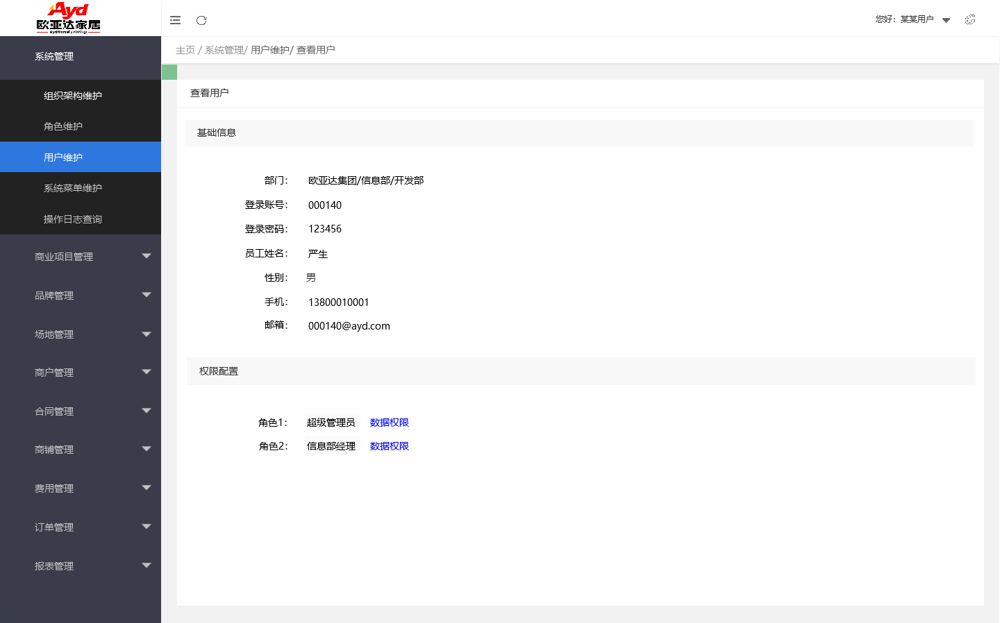 Ayd
欧亚达家居
AydHomeFurnishings
您好：某某用户
主页 / 系统管理/ 用户维护/ 查看用户
系统管理
组织架构维护
角色维护
用户维护
系统菜单维护
操作日志查询
商业项目管理
品牌管理
场地管理
商户管理
合同管理
商铺管理
费用管理
订单管理
报表管理
查看用户
基础信息
部门： 欧亚达集团/信息部/开发部
登录账号： 000140
登录密码： 123456
员工姓名： 严生
性别： 男
手机： 13800010001
邮箱： 000140@ayd.com
权限配置
角色1： 超级管理员 数据权限
角色2： 信息部经理 数据权限